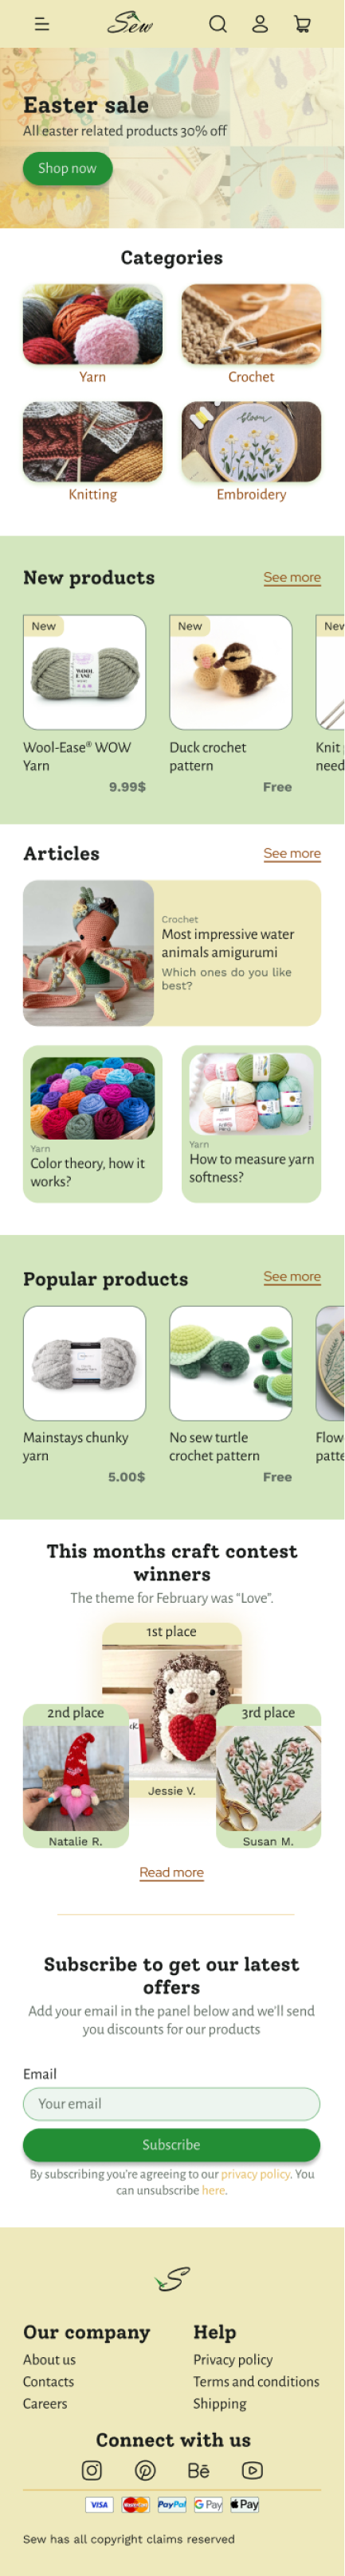 Sew
Easter sale
All easter related products 30% off
Shop now
Categories
Yarn
Crochet
bloom
Knitting
Embroidery
New products
See more
New
New
New
WOOL
EASE
Wool-Ease® WOW
Yarn
9.99$
Duck crochet
pattern
Free
Knit
need
Articles
See more
Crochet
Most impressive water
animals amigurumi
Which ones do you like
best?
Yarn
Color theory, how it
works?
Yarn
How to measure yarn
softness?
Popular products
See more
Mainstays chunky
yarn
5.00$
No sew turtle
crochet pattern
Free
Flow
patte
This months craft contest
winners
The theme for February was “Love”.
1st place
2nd place
3rd place
Jessie V.
Natalie R.
Susan M.
Read more
Subscribe to get our latest
offers
Add your email in the panel below and we'll send
you discounts for our products
Email
Your email
Subscribe
By subscribing you're agreeing to our privacy policy. You
can unsubscribe here.
S
Our company
About us
Contacts
Careers
Help
Privacy policy
Terms and conditions
Shipping
Connect with us
Bē
VISA
MasterCard
PayPal
G Pay
Pay
Sew has all copyright claims reserved